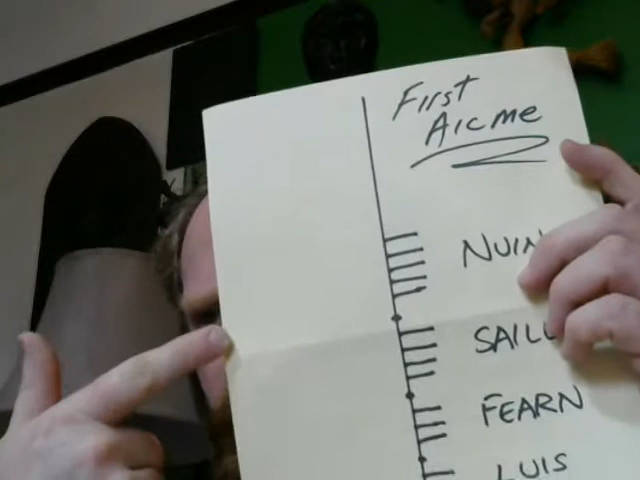 First
Aicme
ᚅ NUIN
ᚄ SAILL
ᚃ FEARN
LUIS